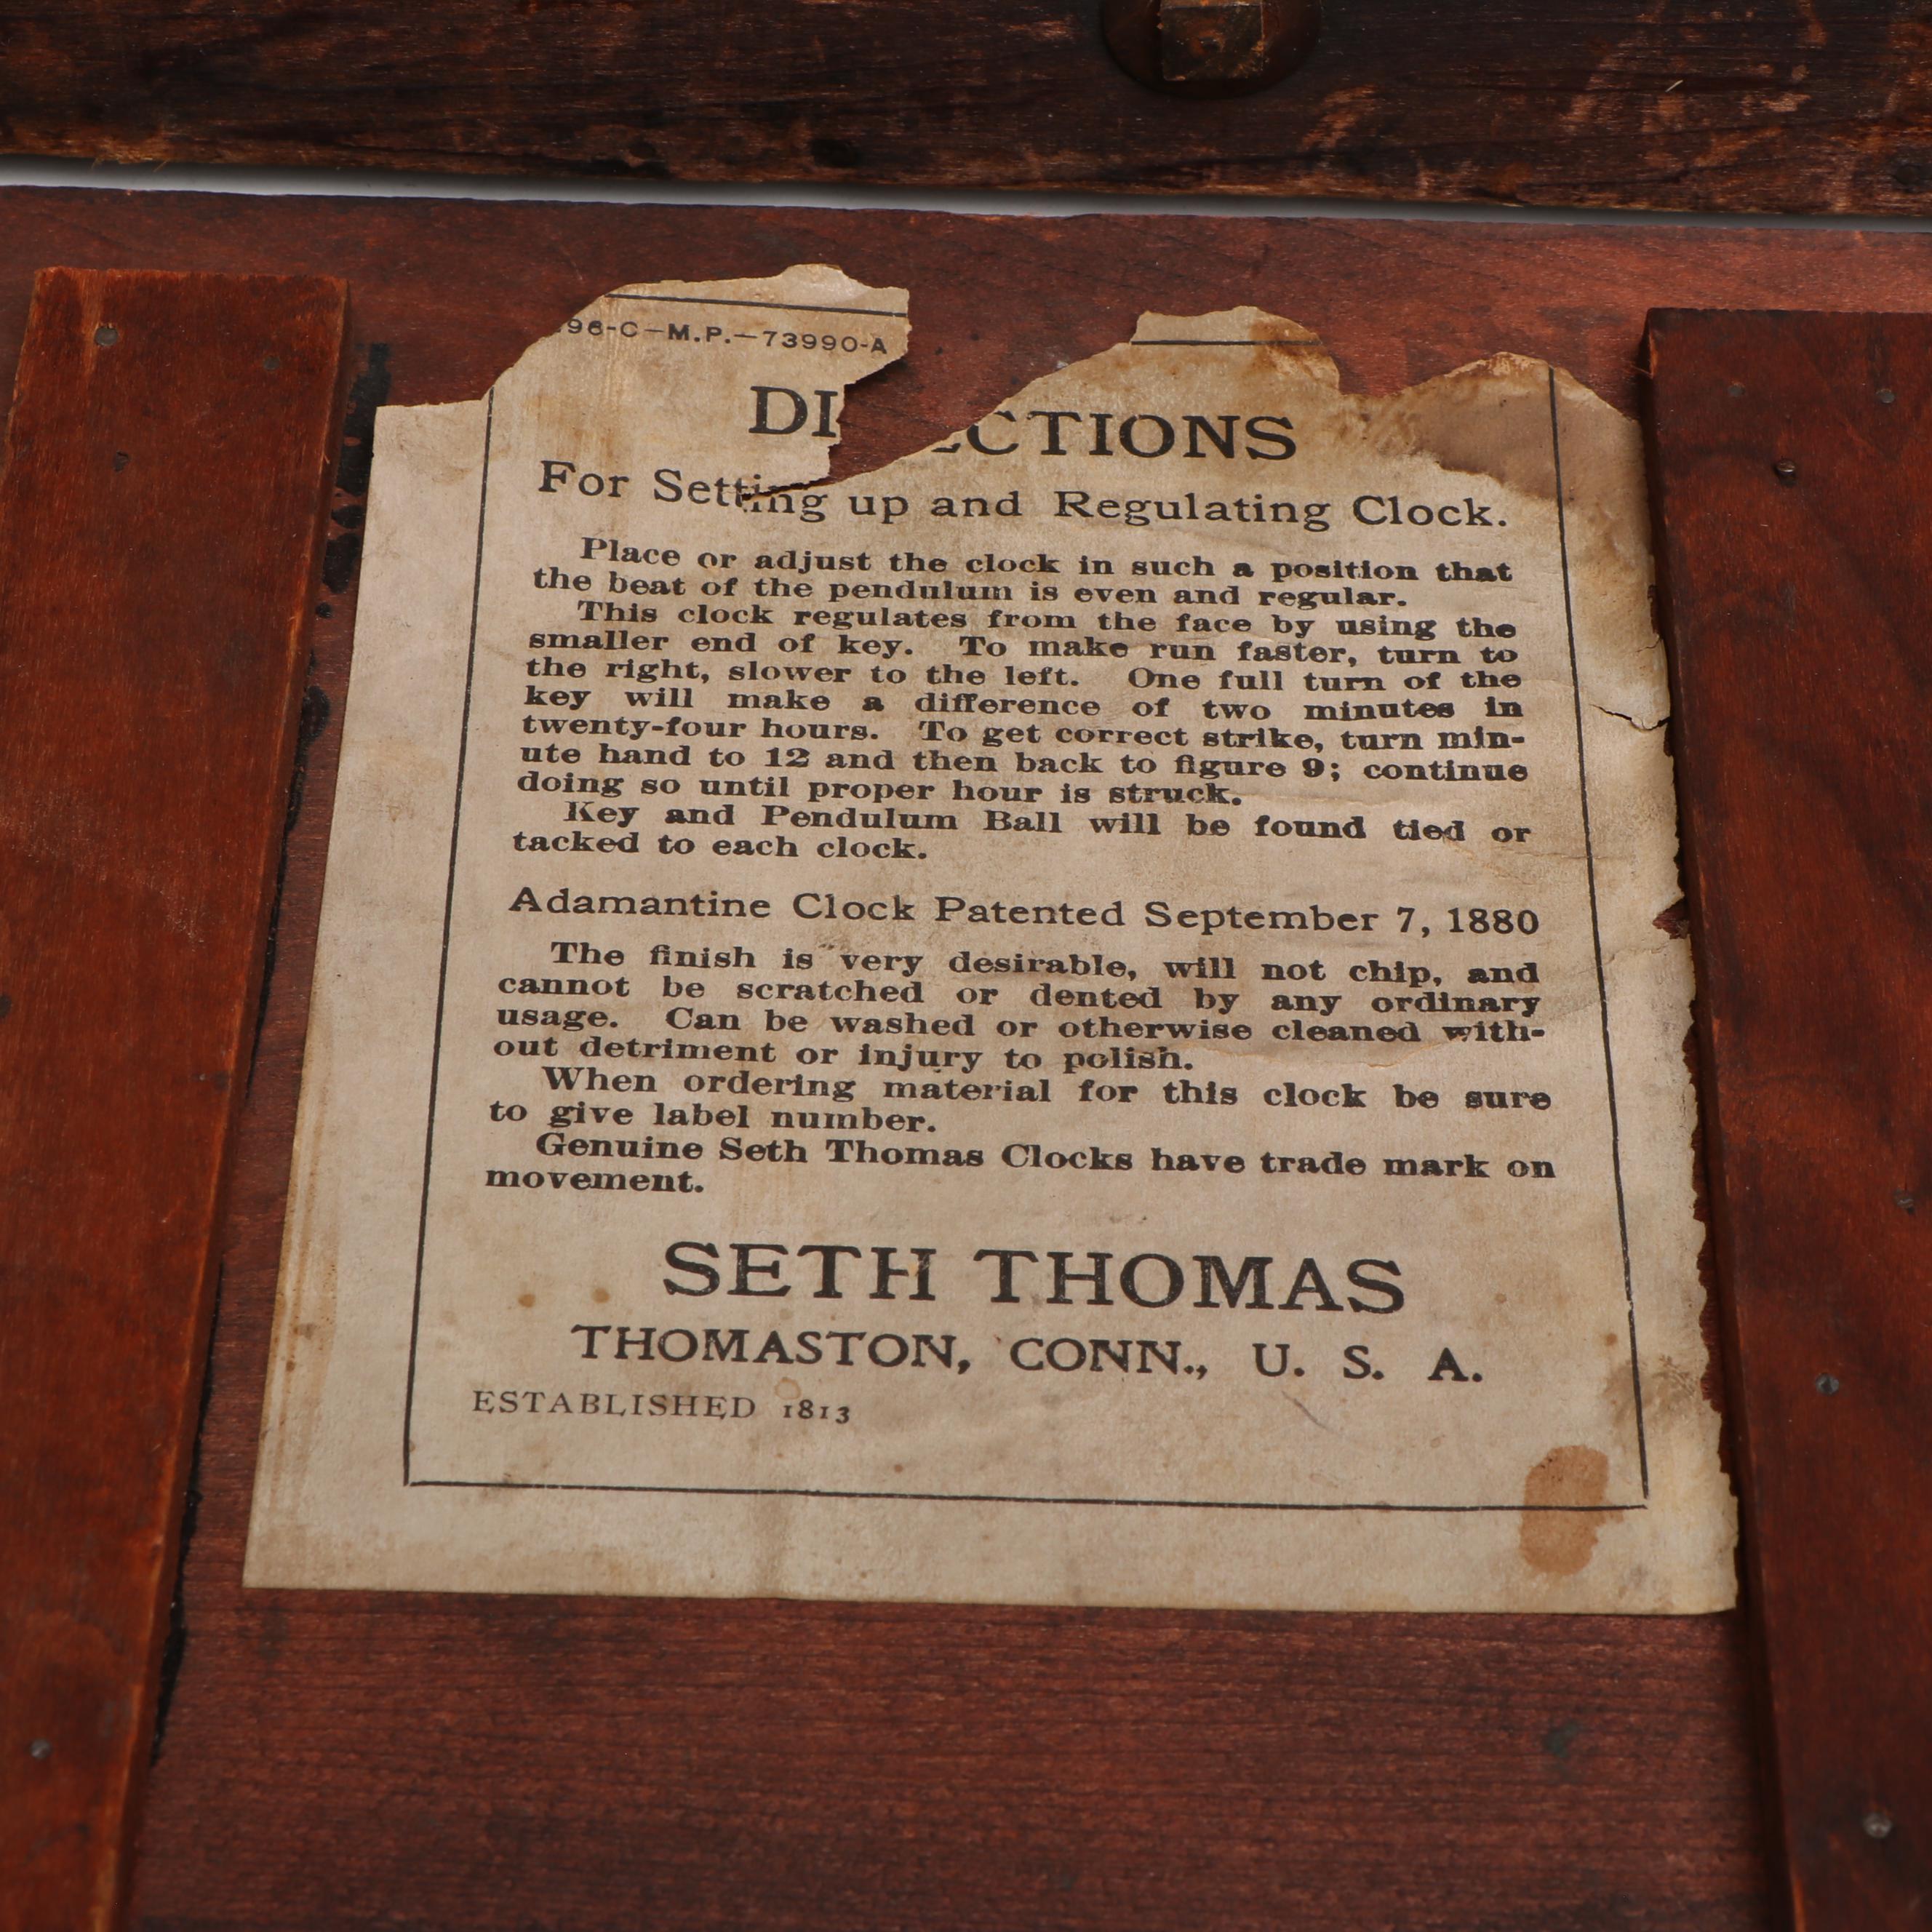 96-C-M.P.-73990-A
DI ECTIONS
For Setting up and Regulating Clock.
Place or adjust the clock in such a position that
the beat of the pendulum is even and regular.
This clock regulates from the face by using the
smaller end of key. To make run faster, turn to
the right, slower to the left. One full turn of the
key will make a difference of two minutes in
twenty-four hours. To get correct strike, turn min-
ute hand to 12 and then back to figure 9; continue
doing so until proper hour is struck.
Key and Pendulum Ball will be found tied or
tacked to each clock.
Adamantine Clock Patented September 7, 1880
The finish is very desirable, will not chip, and
cannot be scratched or dented by any ordinary
usage. Can be washed or otherwise cleaned with-
out detriment or injury to polish.
When ordering material for this clock be sure
to give label number.
Genuine Seth Thomas Clocks have trade mark on
movement.
SETH THOMAS
THOMASTON, CONN., U. S. A.
ESTABLISHED 1813